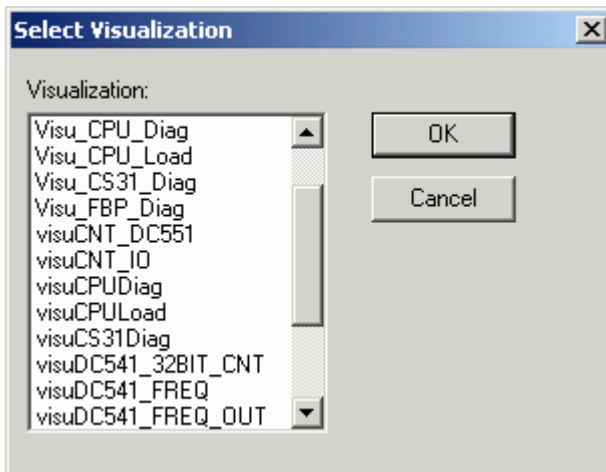 Select Visualization
Visualization:
Visu_CPU_Diag
Visu_CPU_Load
Visu_CS31_Diag
Visu_FBP_Diag
visuCNT_DC551
visuCNT_IO
visuCPUDiag
visuCPULoad
visuCS31Diag
visuDC541_32BIT_CNT
visuDC541_FREQ
visuDC541_FREQ_OUT
OK
Cancel